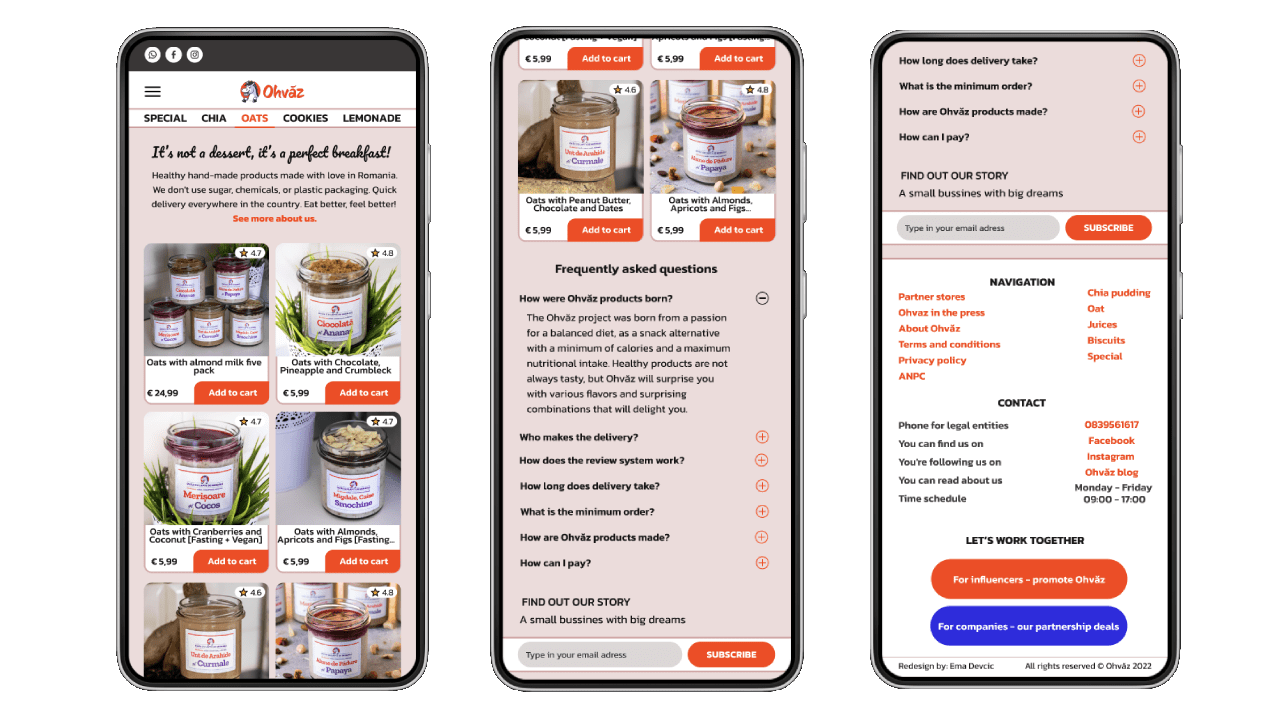 Ohvăz
SPECIAL CHIA OATS COOKIES LEMONADE
It's not a dessert, it's a perfect breakfast!
Healthy hand-made products made with love in Romania.
We don't use sugar, chemicals, or plastic packaging. Quick
delivery everywhere in the country. Eat better, feel better!
See more about us.
4.7
4.8
Ciocolată
Ananas
Merișoare
Cocos
Oats with almond milk five
pack
Oats with Chocolate,
Pineapple and Crumbleck
€ 24,99 Add to cart
€ 5,99 Add to cart
4.7
4.7
Merișoare
și Cocos
Migdale, Caise
Smochine
Oats with Cranberries and
Coconut [Fasting + Vegan]
Oats with Almonds,
Apricots and Figs [Fasting...
€ 5,99 Add to cart
€ 5,99 Add to cart
4.6
4.8
Unt de Arahide
și Curmale
Afine de Pădure
Papaya
Coconut [Fasting + Vegan]
Apricots and Figs [Fasting...
€ 5,99 Add to cart
€ 5,99 Add to cart
4.6
4.8
Unt de Arahide
și Curmale
Afine de Pădure
Papaya
Oats with Peanut Butter,
Chocolate and Dates
Oats with Almonds,
Apricots and Figs...
€ 5,99 Add to cart
€ 5,99 Add to cart
Frequently asked questions
How were Ohvăz products born?
The Ohvăz project was born from a passion
for a balanced diet, as a snack alternative
with a minimum of calories and a maximum
nutritional intake. Healthy products are not
always tasty, but Ohvăz will surprise you
with various flavors and surprising
combinations that will delight you.
Who makes the delivery?
How does the review system work?
How long does delivery take?
What is the minimum order?
How are Ohvăz products made?
How can I pay?
FIND OUT OUR STORY
A small bussines with big dreams
Type in your email adress SUBSCRIBE
How long does delivery take?
What is the minimum order?
How are Ohvăz products made?
How can I pay?
FIND OUT OUR STORY
A small bussines with big dreams
Type in your email adress SUBSCRIBE
NAVIGATION
Partner stores
Ohvaz in the press
About Ohvăz
Terms and conditions
Privacy policy
ANPC
Chia pudding
Oat
Juices
Biscuits
Special
CONTACT
Phone for legal entities 0839561617
You can find us on Facebook
You're following us on Instagram
You can read about us Ohvăz blog
Time schedule Monday - Friday
09:00 - 17:00
LET'S WORK TOGETHER
For influencers - promote Ohvăz
For companies - our partnership deals
Redesign by: Ema Devcic All rights reserved © Ohvăz 2022